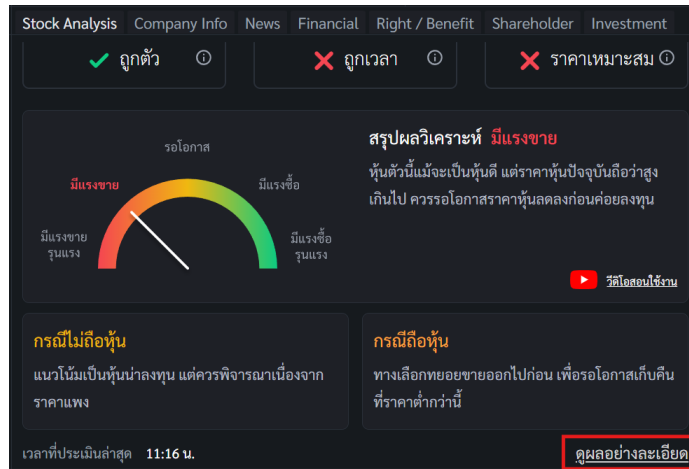 Stock Analysis Company Info News Financial Right / Benefit Shareholder Investment
ถูกตัว ถูกเวลา ราคาเหมาะสม
รอโอกาส
มีแรงขาย มีแรงซื้อ
มีแรงขาย
รุนแรง
มีแรงซื้อ
รุนแรง
สรุปผลวิเคราะห์ มีแรงขาย
หุ้นตัวนี้แม้จะเป็นหุ้นดี แต่ราคาหุ้นปัจจุบันถือว่าสูง
เกินไป ควรรอโอกาสราคาหุ้นลดลงก่อนค่อยลงทุน
วิดีโอสอนใช้งาน
กรณีไม่ถือหุ้น
แนวโน้มเป็นหุ้นน่าลงทุน แต่ควรพิจารณาเนื่องจาก
ราคาแพง
กรณีถือหุ้น
ทางเลือกทยอยขายออกไปก่อน เพื่อรอโอกาสเก็บคืน
ที่ราคาต่ำกว่านี้
เวลาที่ประเมินล่าสุด 11:16 น.
ดูผลอย่างละเอียด